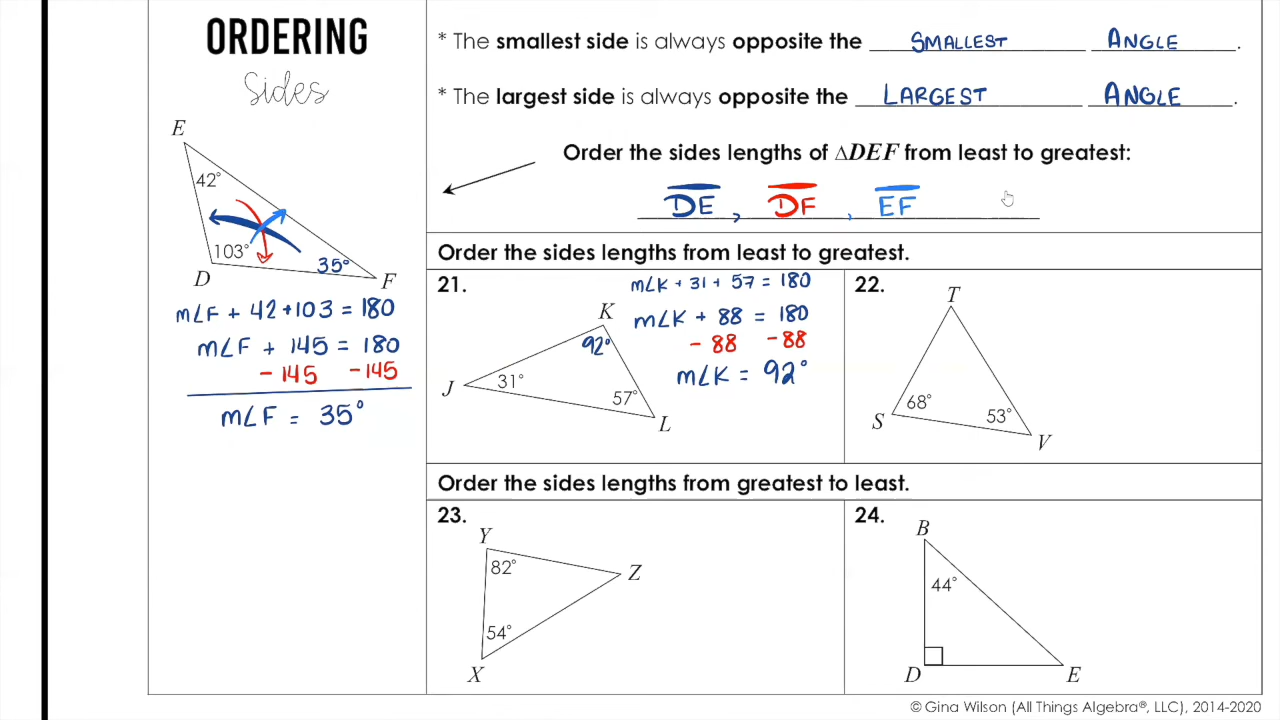 ORDERING
Sides
E
42°
103°
35°
D
F
m∠F + 42 + 103 = 180
m∠F + 145 = 180
- 145 - 145
m∠F = 35°
* The smallest side is always opposite the SMALLEST ANGLE.
* The largest side is always opposite the LARGEST ANGLE.
Order the sides lengths of ΔDEF from least to greatest:
DE, DF, EF
Order the sides lengths from least to greatest.
21.
m∠K + 31 + 57 = 180
m∠K + 88 = 180
- 88 - 88
m∠K = 92°
K
92°
J
31°
57°
L
22.
T
68°
53°
S
V
Order the sides lengths from greatest to least.
23.
Y
82°
Z
54°
X
24.
B
44°
D
E
© Gina Wilson (All Things Algebra®, LLC), 2014-2020